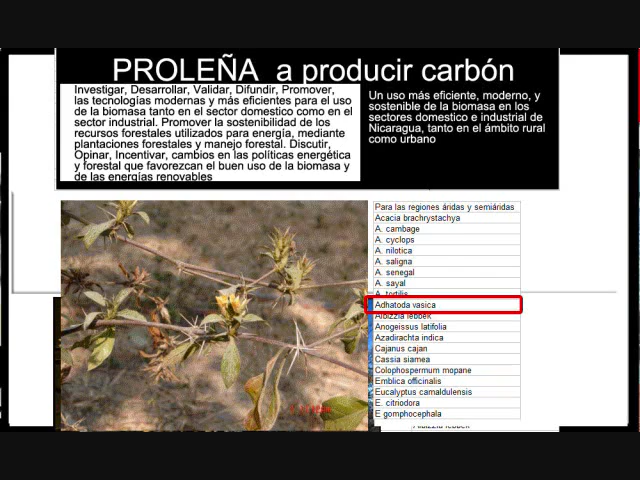 PROLEÑA a producir carbón
Investigar, Desarrollar, Validar, Difundir, Promover,
las tecnologías modernas y más eficientes para el uso
de la biomasa tanto en el sector domestico como en el
sector industrial. Promover la sostenibilidad de los
recursos forestales utilizados para energía, mediante
plantaciones forestales y manejo forestal. Discutir,
Opinar, Incentivar, cambios en las políticas energética
y forestal que favorezcan el buen uso de la biomasa y
de las energías renovables
Un uso más eficiente, moderno, y
sostenible de la biomasa en los
sectores domestico e industrial de
Nicaragua, tanto en el ámbito rural
como urbano
Para las regiones áridas y semiáridas
Acacia brachrystachya
A. cambage
A. cyclops
A. nilotica
A. saligna
A. senegal
A. sayal
A. tortilis
Adhatoda vasica
Albizzia lebbek
Anogeissus latifolia
Azadirachta indica
Cajanus cajan
Cassia siamea
Colophospermum mopane
Emblica officinalis
Eucalyptus camaldulensis
E. citriodora
E gomphocephala
Albizzia lebbek